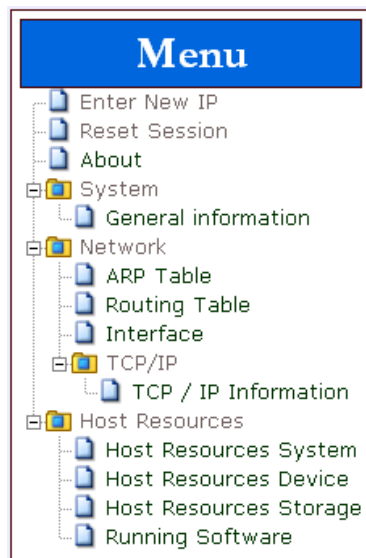 Menu
Enter New IP
Reset Session
About
System
General information
Network
ARP Table
Routing Table
Interface
TCP/IP
TCP / IP Information
Host Resources
Host Resources System
Host Resources Device
Host Resources Storage
Running Software